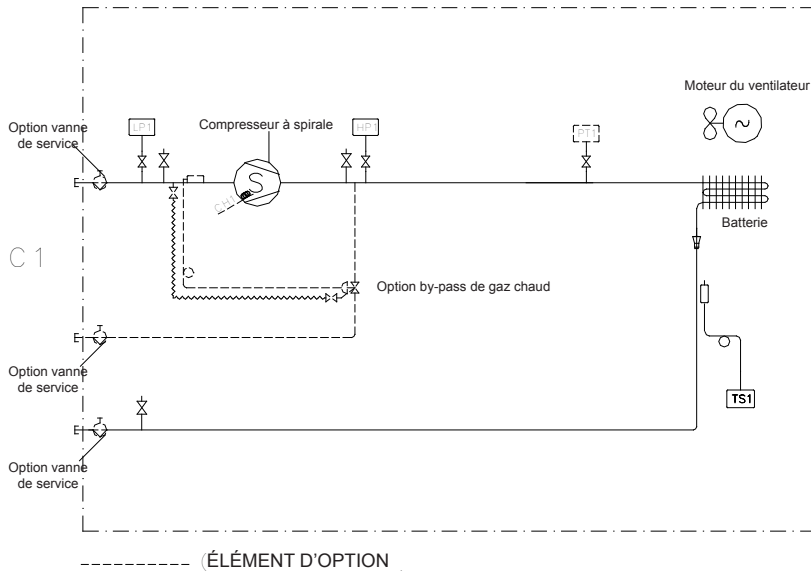 Moteur du ventilateur
LP1
Compresseur à spirale
HP1
PT1
Option vanne
de service
S
CH1
Batterie
C 1
Option by-pass de gaz chaud
Option vanne
de service
TS1
Option vanne
de service
(ÉLÉMENT D'OPTION